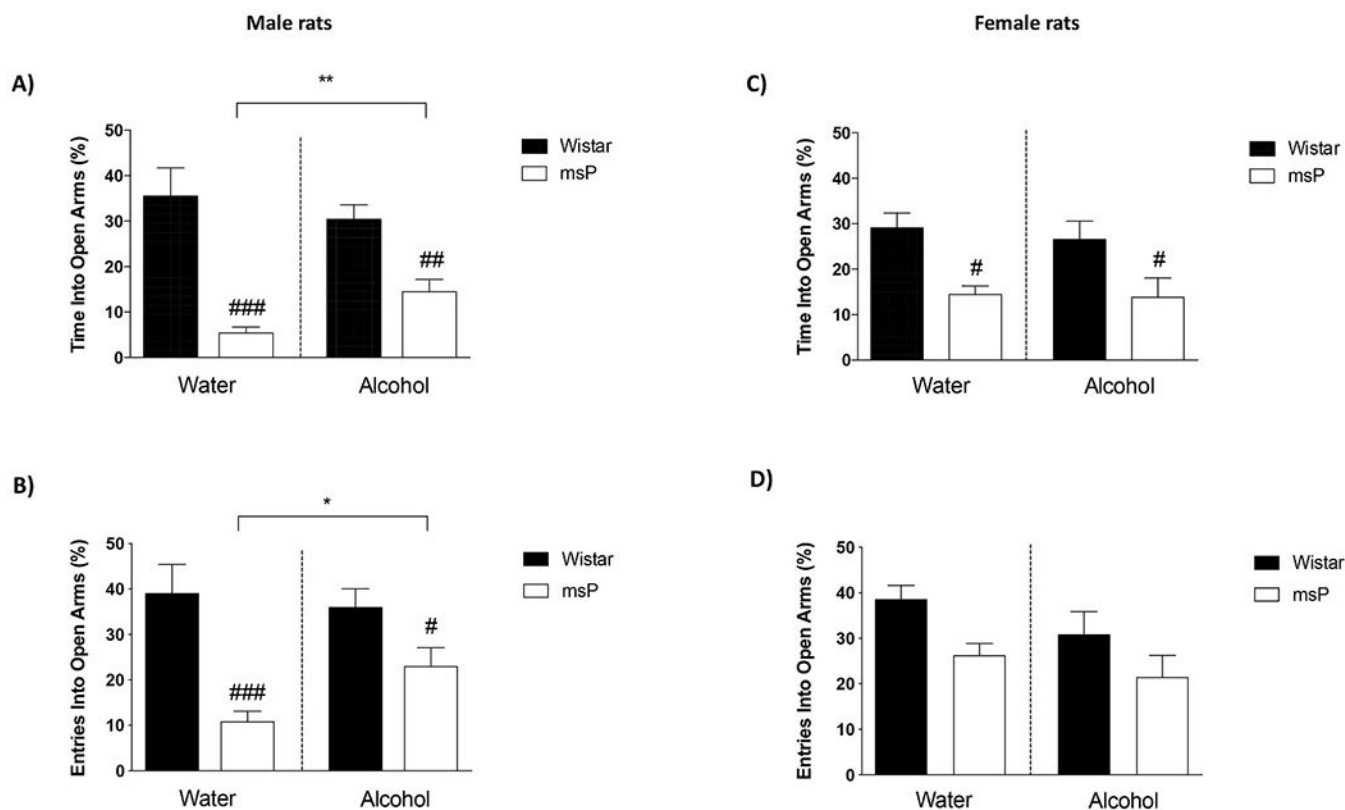 Male rats
Female rats
A)
**
Time Into Open Arms (%)
50
40
30
20
10
0
###
##
Water
Alcohol
Wistar
msP
C)
Time Into Open Arms (%)
50
40
30
20
10
0
#
#
Water
Alcohol
Wistar
msP
B)
*
Entries Into Open Arms (%)
50
40
30
20
10
0
###
#
Water
Alcohol
Wistar
msP
D)
Entries Into Open Arms (%)
50
40
30
20
10
0
Water
Alcohol
Wistar
msP